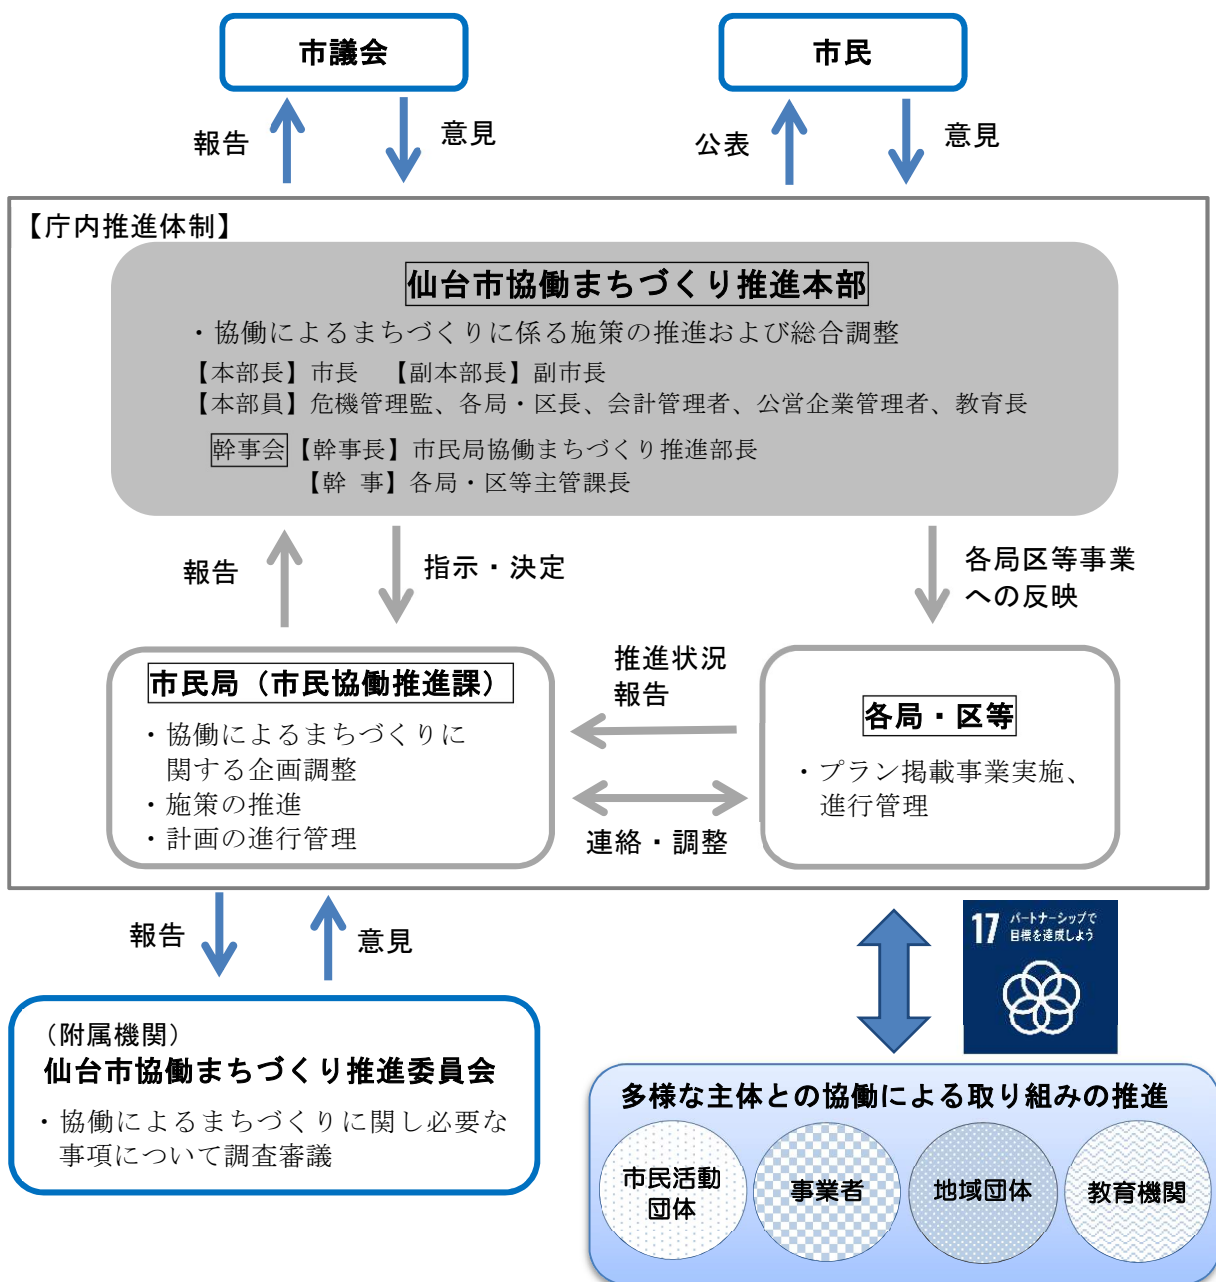 市議会
市民
報告
意見
公表
意見
【庁内推進体制】
仙台市協働まちづくり推進本部
・協働によるまちづくりに係る施策の推進および総合調整
【本部長】市長 【副本部長】副市長
【本部員】危機管理監、各局・区長、会計管理者、公営企業管理者、教育長
幹事会【幹事長】市民局協働まちづくり推進部長
【幹 事】各局・区等主管課長
報告
指示・決定
各局区等事業
への反映
市民局（市民協働推進課）
・協働によるまちづくりに
関する企画調整
・施策の推進
・計画の進行管理
推進状況
報告
連絡・調整
各局・区等
・プラン掲載事業実施、
進行管理
報告
意見
17 パートナーシップで
目標を達成しよう
（附属機関）
仙台市協働まちづくり推進委員会
・協働によるまちづくりに関し必要な
事項について調査審議
多様な主体との協働による取り組みの推進
市民活動
団体
事業者
地域団体
教育機関